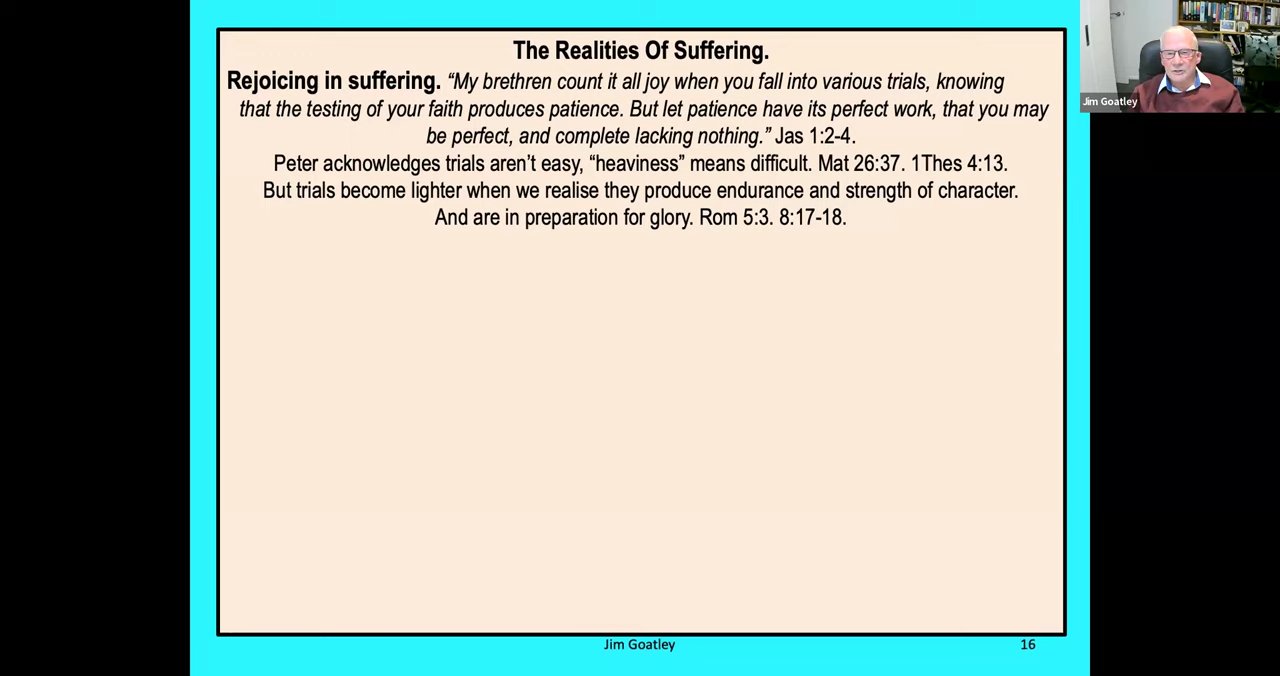 The Realities Of Suffering.
Rejoicing in suffering. “My brethren count it all joy when you fall into various trials, knowing
that the testing of your faith produces patience. But let patience have its perfect work, that you may
be perfect, and complete lacking nothing.” Jas 1:2-4.
Peter acknowledges trials aren’t easy, “heaviness” means difficult. Mat 26:37. 1Thes 4:13.
But trials become lighter when we realise they produce endurance and strength of character.
And are in preparation for glory. Rom 5:3. 8:17-18.
Jim Goatley
Jim Goatley
16